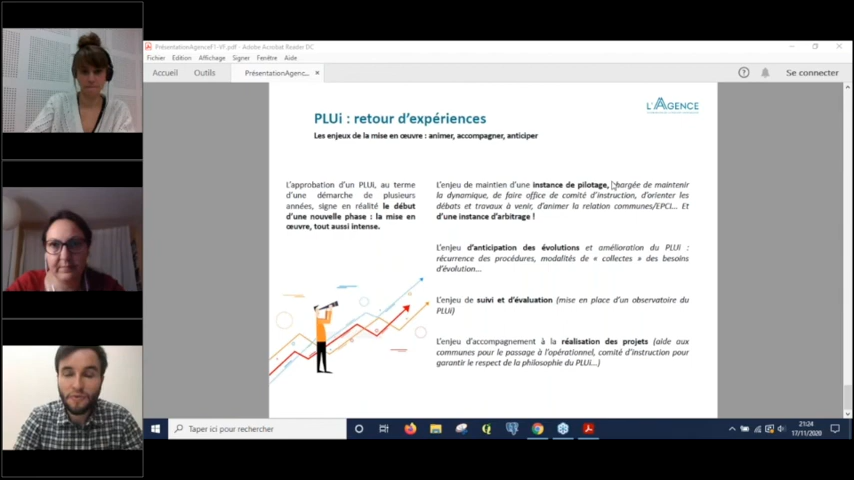 PrésentationAgenceF1-VF.pdf - Adobe Acrobat Reader DC
Fichier Edition Affichage Signer Fenêtre Aide
Accueil Outils PrésentationAgenc... × Se connecter
L'AGENCE
PLUi : retour d'expériences
Les enjeux de la mise en œuvre : animer, accompagner, anticiper
L'approbation d'un PLUi, au terme
d'une démarche de plusieurs
années, signe en réalité le début
d'une nouvelle phase : la mise en
œuvre, tout aussi intense.
L'enjeu de maintien d'une instance de pilotage, chargée de maintenir
la dynamique, de faire office de comité d'instruction, d'orienter les
débats et travaux à venir, d'animer la relation communes/EPCI... Et
d'une instance d'arbitrage !
L'enjeu d'anticipation des évolutions et amélioration du PLUi :
récurrence des procédures, modalités de « collectes » des besoins
d'évolution...
L'enjeu de suivi et d'évaluation (mise en place d'un observatoire du
PLUi)
L'enjeu d'accompagnement à la réalisation des projets (aide aux
communes pour le passage à l'opérationnel, comité d'instruction pour
garantir le respect de la philosophie du PLUi...)
Taper ici pour rechercher
21:24
17/11/2020